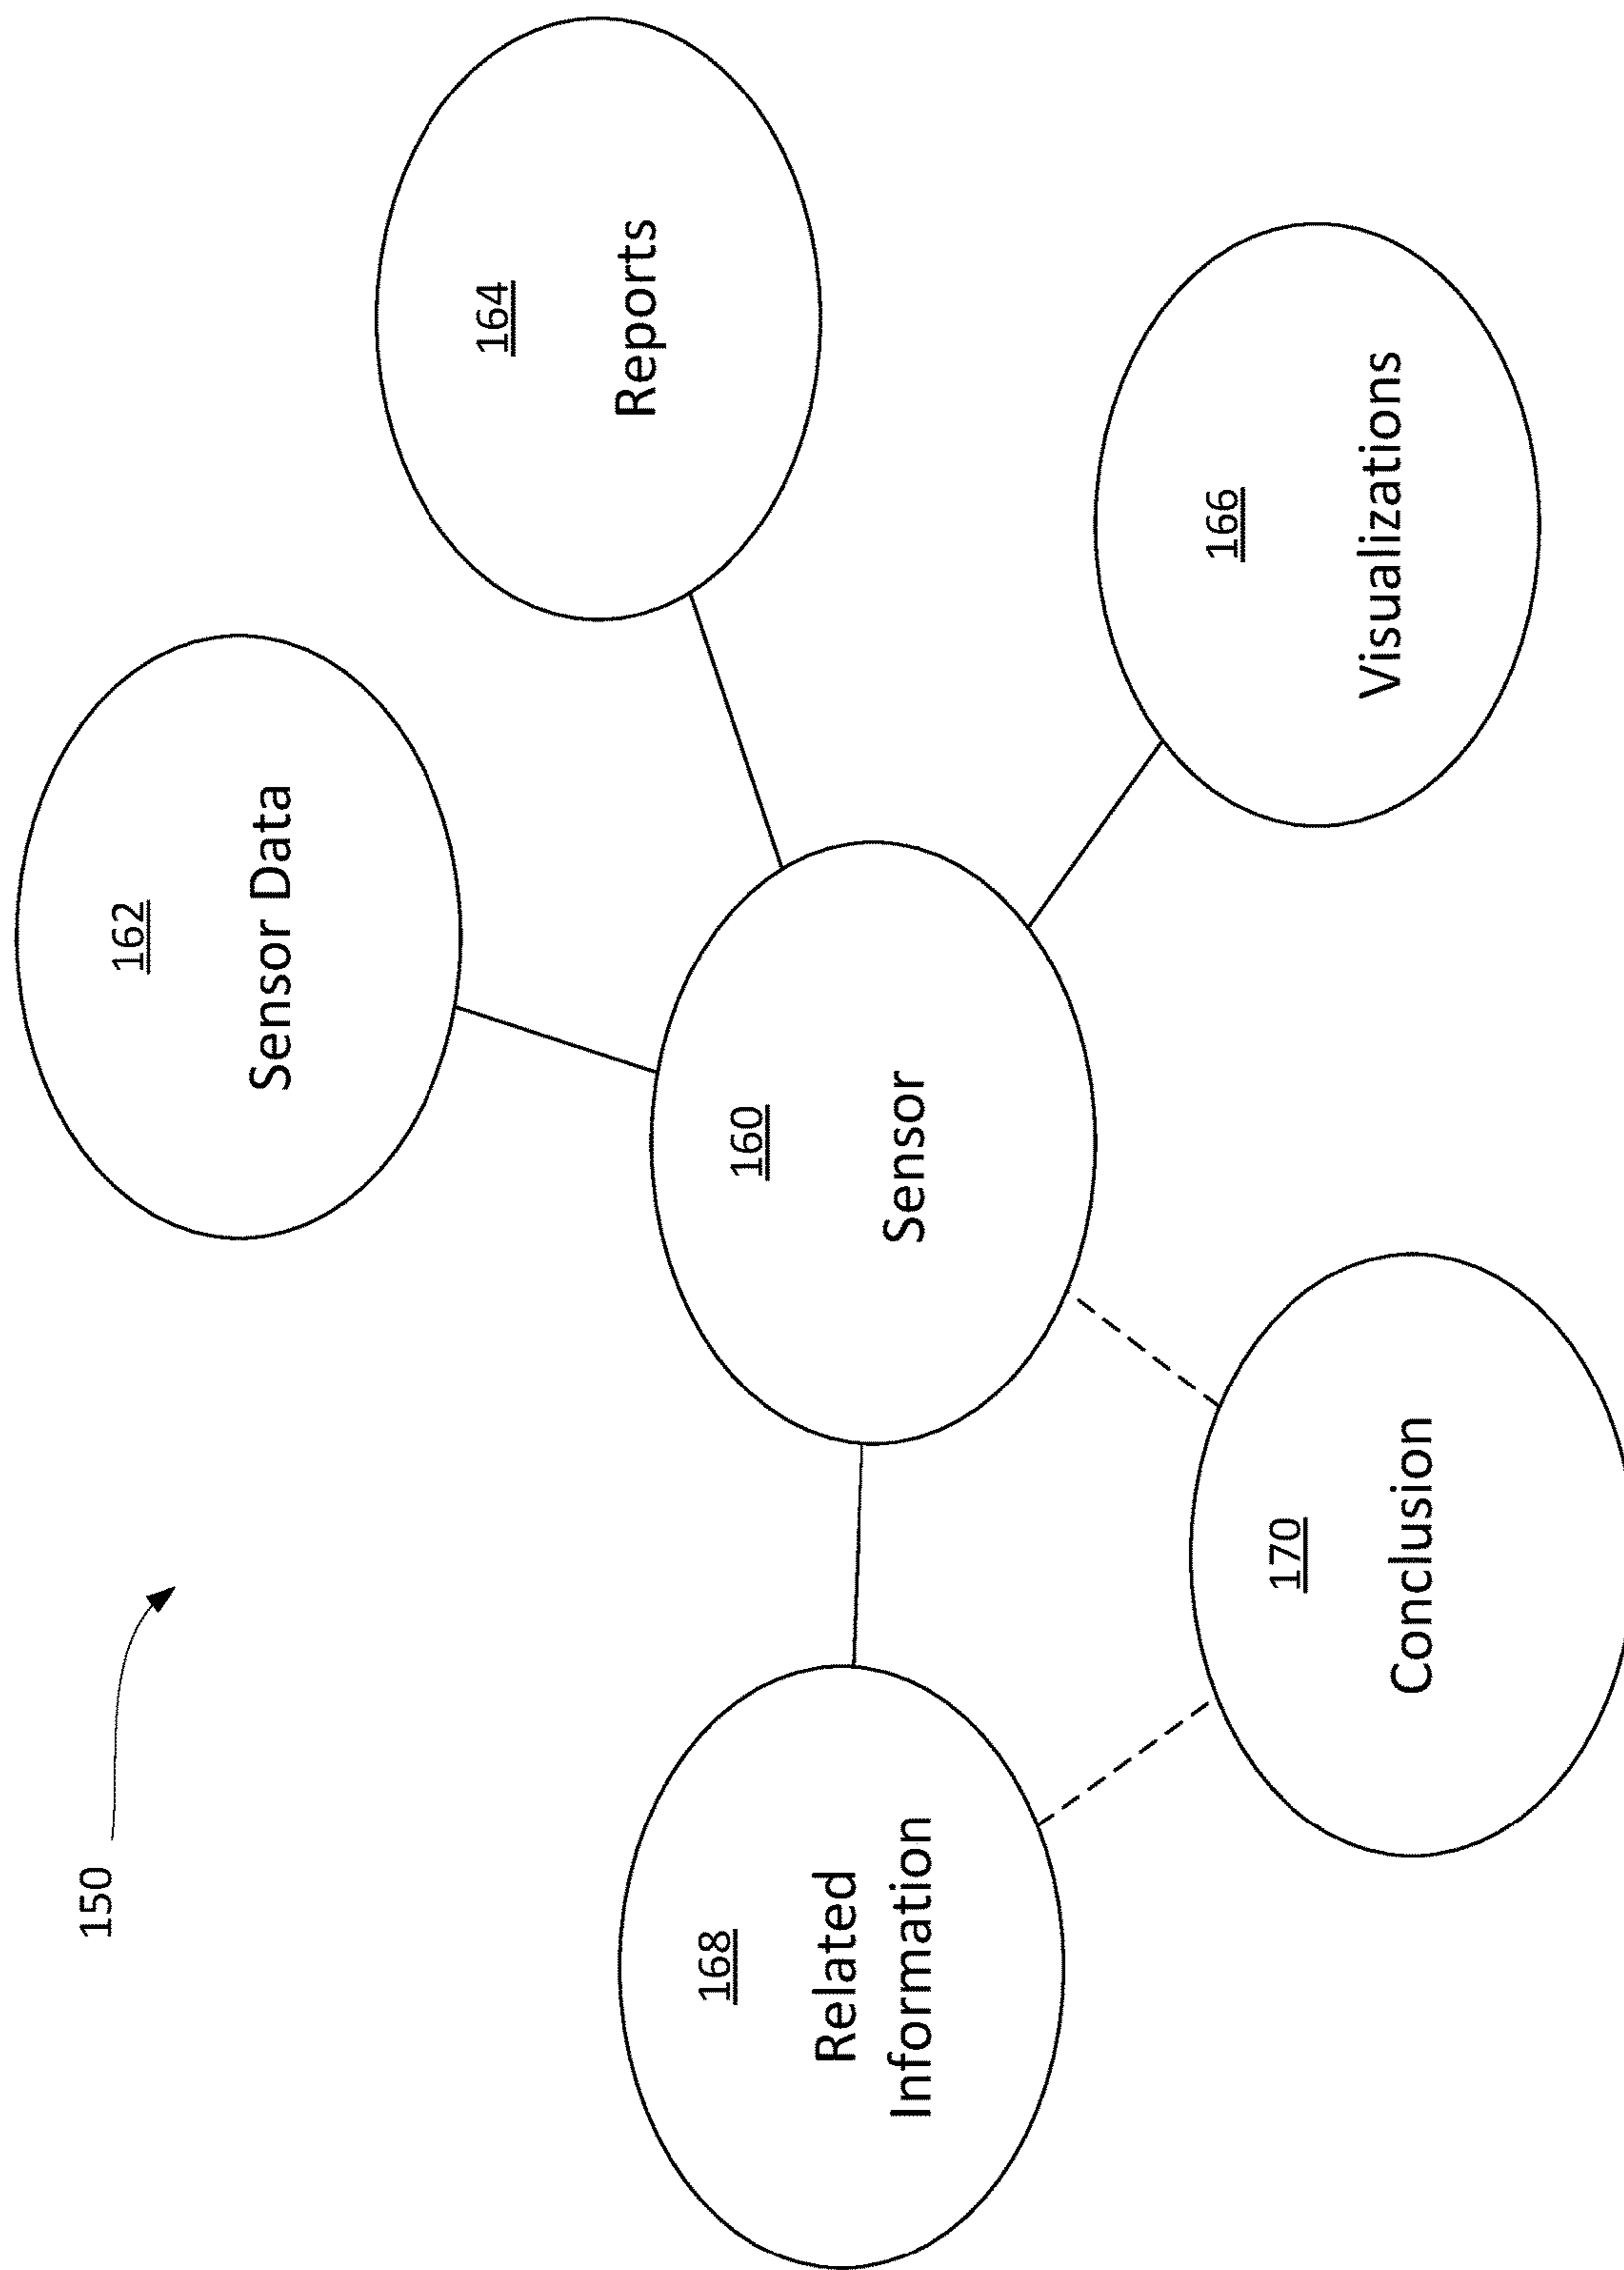 150
162
Sensor Data
164
Reports
168
Related
Information
160
Sensor
166
Visualizations
170
Conclusion